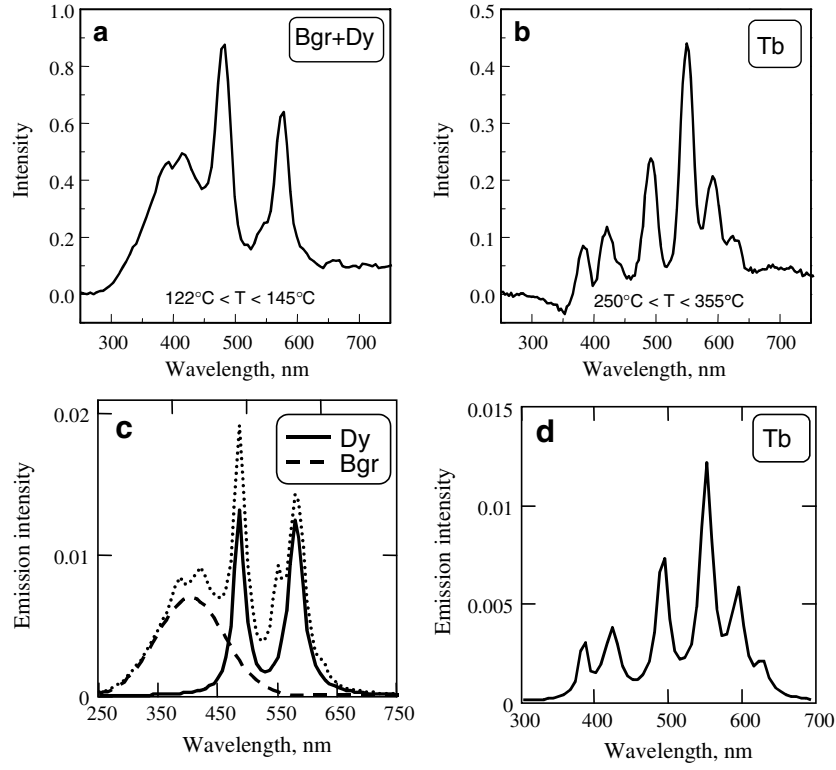 a
Bgr+Dy
1.0
0.8
0.6
0.4
0.2
0.0
Intensity
122°C < T < 145°C
300 400 500 600 700
Wavelength, nm
b
Tb
0.5
0.4
0.3
0.2
0.1
0.0
Intensity
250°C < T < 355°C
300 400 500 600 700
Wavelength, nm
c
Dy
Bgr
0.02
0.01
0
Emission intensity
250 350 450 550 650 750
Wavelength, nm
d
Tb
0.015
0.01
0.005
0
Emission intensity
300 400 500 600 700
Wavelength, nm